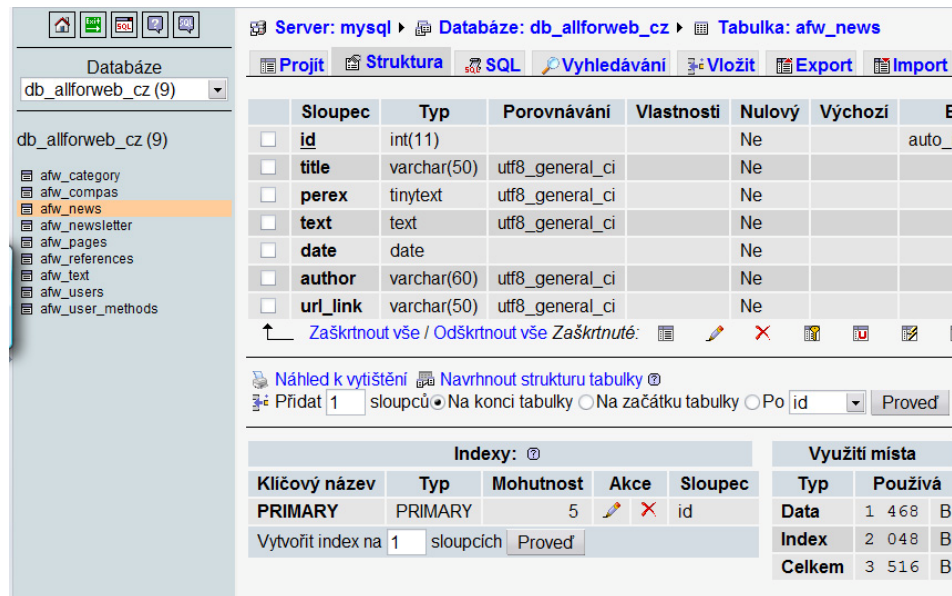 Server: mysql Databáze: db_allforweb_cz Tabulka: afw_news
Projít Struktura SQL Vyhledávání Vložit Export Import
Databáze
db_allforweb_cz (9)
db_allforweb_cz (9)
afw_category
afw_compas
afw_news
afw_newsletter
afw_pages
afw_references
afw_text
afw_users
afw_user_methods
Sloupec Typ Porovnávání Vlastnosti Nulový Výchozí E
id int(11) Ne auto_
title varchar(50) utf8_general_ci Ne
perex tinytext utf8_general_ci Ne
text text utf8_general_ci Ne
date date Ne
author varchar(60) utf8_general_ci Ne
url_link varchar(50) utf8_general_ci Ne
Zaškrtnout vše / Odškrtnout vše Zaškrtnuté:
Náhled k vytištění Navrhnout strukturu tabulky
Přidat 1 sloupců Na konci tabulky Na začátku tabulky Po id Proveď
Indexy:
Klíčový název Typ Mohutnost Akce Sloupec
PRIMARY PRIMARY 5 id
Vytvořit index na 1 sloupcích Proveď
Využití místa
Typ Používá
Data 1 468 B
Index 2 048 B
Celkem 3 516 B